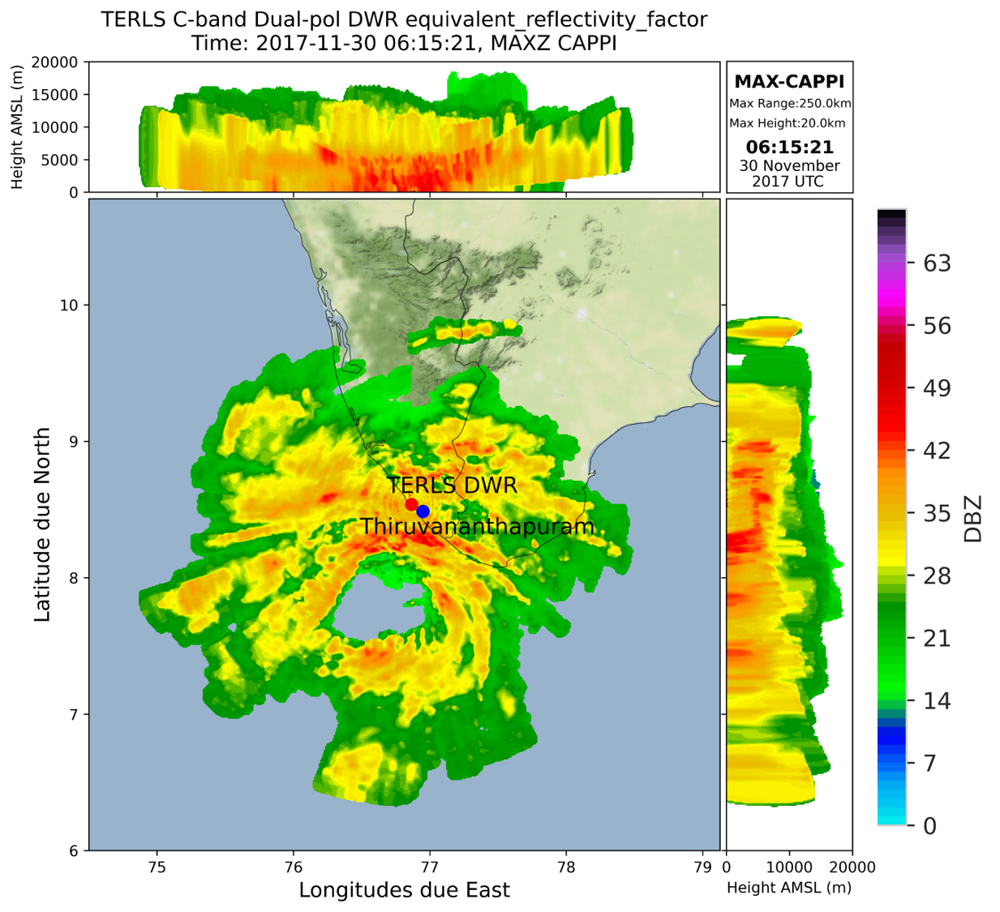 TERLS C-band Dual-pol DWR equivalent_reflectivity_factor
Time: 2017-11-30 06:15:21, MAXZ CAPPI
Height AMSL (m)
20000
15000
10000
5000
0
MAX-CAPPI
Max Range:250.0km
Max Height:20.0km
06:15:21
30 November
2017 UTC
Latitude due North
10
9
8
7
6
TERLS DWR
Thiruvananthapuram
75
76
77
78
79
Longitudes due East
0
10000
20000
Height AMSL (m)
63
56
49
42
35
28
21
14
7
0
DBZ